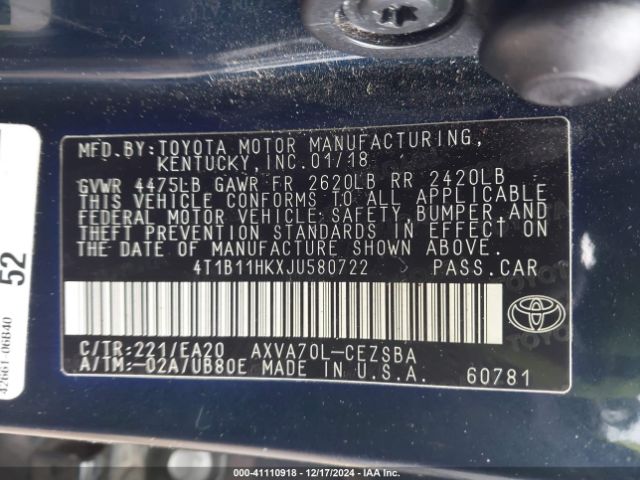 MFD.BY:TOYOTA MOTOR MANUFACTURING,
KENTUCKY,INC.01/18
GVWR 4475LB GAWR FR 2620LB RR 2420LB
THIS VEHICLE CONFORMS TO ALL APPLICABLE
FEDERAL MOTOR VEHICLE SAFETY,BUMPER,AND
THEFT PREVENTION STANDARDS IN EFFECT ON
THE DATE OF MANUFACTURE SHOWN ABOVE.
4T1B11HKXJU580722 PASS.CAR
C/TR:221/EA20 AXVA70L-CEZSBA
A/TM:-02A/UB80E MADE IN U.S.A. 60781
TOYOTA
52
42661-06B40
000-41110918 - 12/17/2024 - IAA Inc.